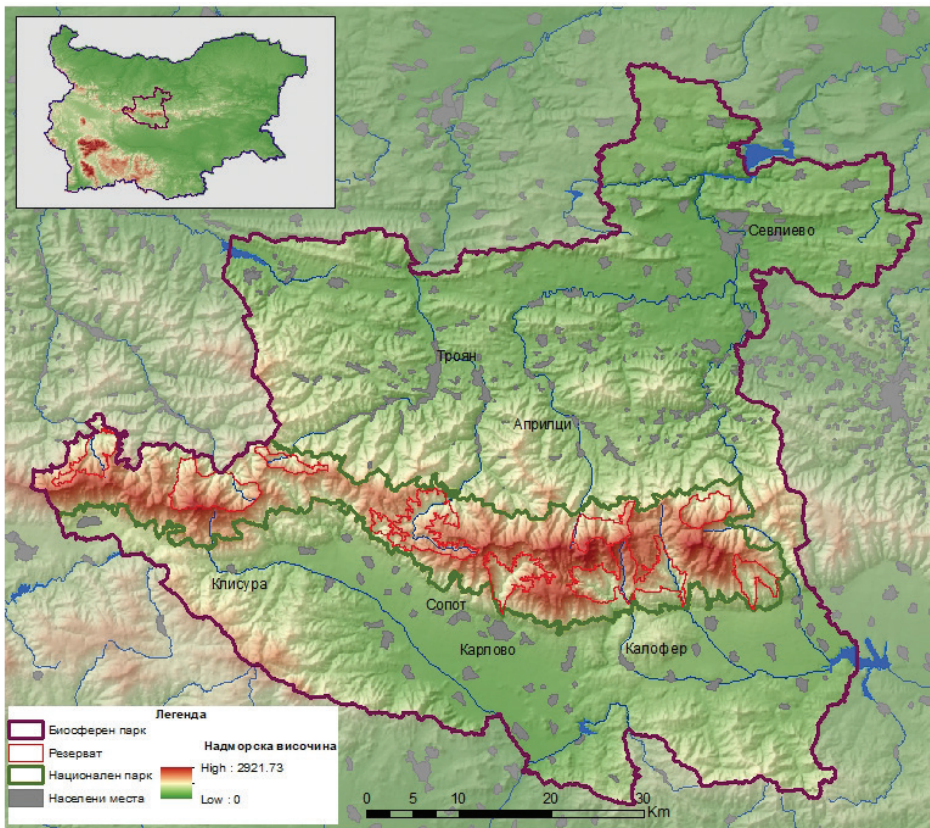 Севлиево
Троян
Априлци
Клисура
Сопот
Карлово
Калофер
Легенда
Биосферен парк
Резерват
Национален парк
Населени места
Надморска височина
High : 2921.73
Low : 0
0 5 10 20 30
Km